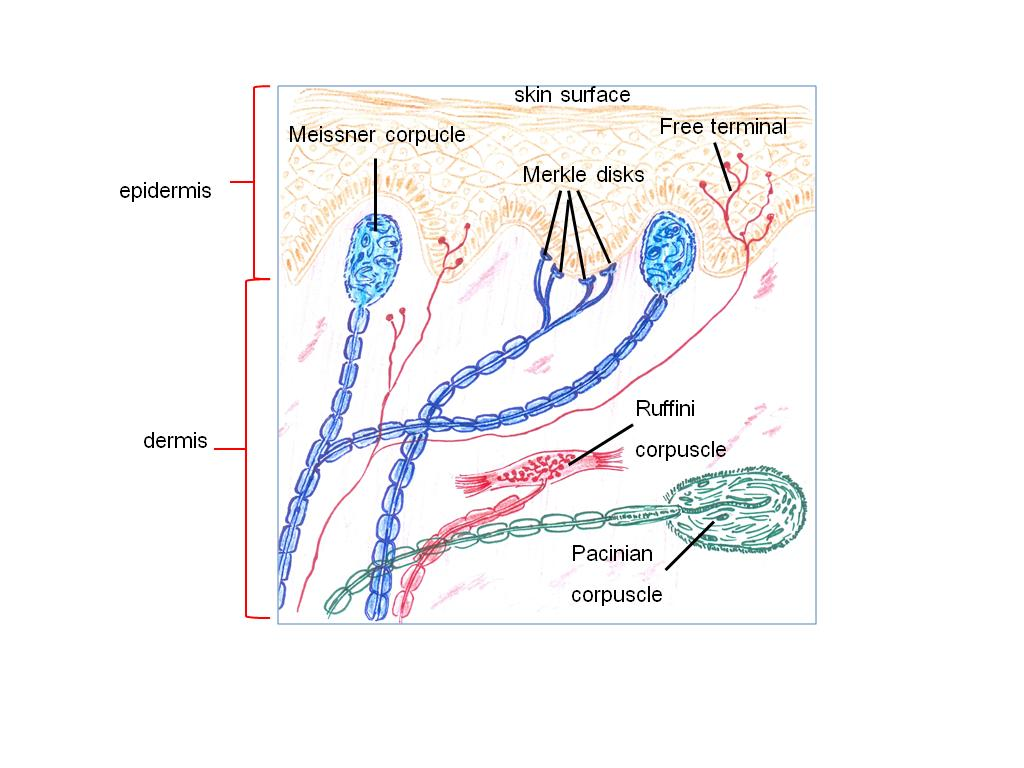 skin surface
Free terminal
Meissner corpucle
Merkle disks
epidermis
Ruffini
corpuscle
dermis
Pacinian
corpuscle